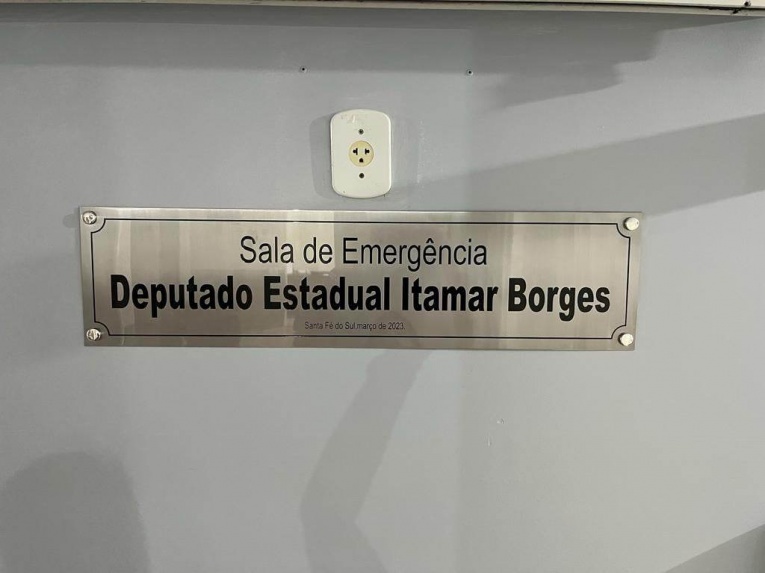 Sala de Emergência
Deputado Estadual Itamar Borges
Santa Fé do Sul,março de 2023.